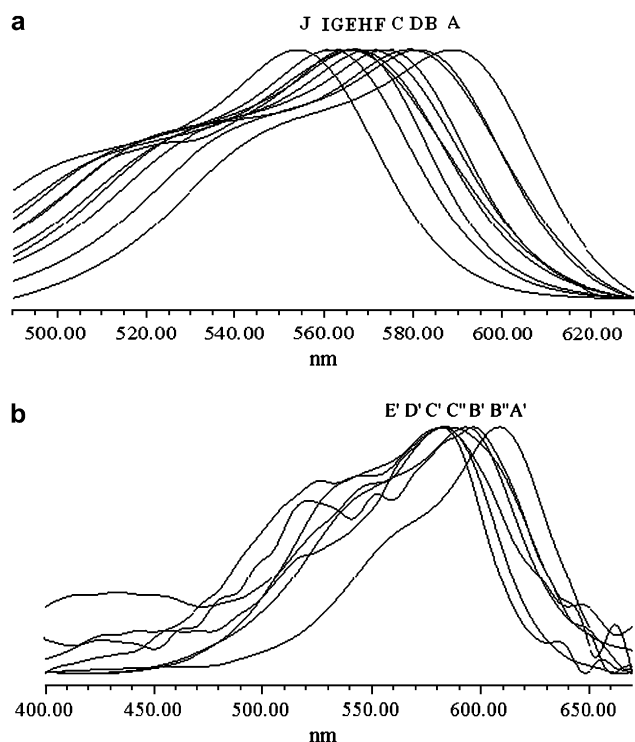 a
J IGEHF C DB A
500.00 520.00 540.00 560.00 580.00 600.00 620.00
nm
b
E' D' C' C" B' B" A'
400.00 450.00 500.00 550.00 600.00 650.00
nm